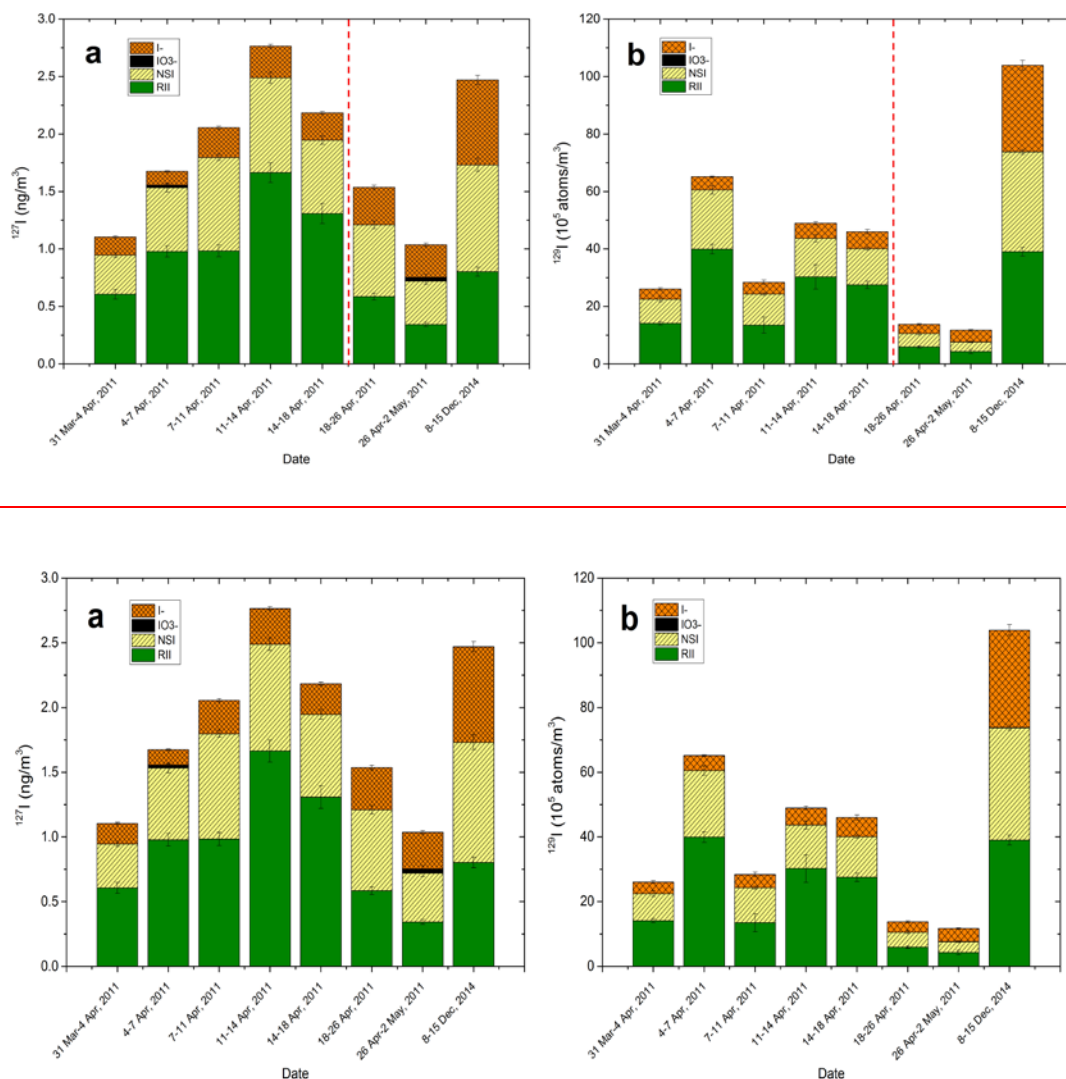 a
I-
IO3-
NSI
RII
3.0
2.5
2.0
1.5
1.0
0.5
0.0
¹²⁷I (ng/m³)
31 Mar-4 Apr, 2011
4-7 Apr, 2011
7-11 Apr, 2011
11-14 Apr, 2011
14-18 Apr, 2011
18-26 Apr, 2011
26 Apr-2 May, 2011
8-15 Dec, 2014
Date
b
I-
IO3-
NSI
RII
120
100
80
60
40
20
0
¹²⁹I (10⁵ atoms/m³)
31 Mar-4 Apr, 2011
4-7 Apr, 2011
7-11 Apr, 2011
11-14 Apr, 2011
14-18 Apr, 2011
18-26 Apr, 2011
26 Apr-2 May, 2011
8-15 Dec, 2014
Date
a
I-
IO3-
NSI
RII
3.0
2.5
2.0
1.5
1.0
0.5
0.0
¹²⁷I (ng/m³)
31 Mar-4 Apr, 2011
4-7 Apr, 2011
7-11 Apr, 2011
11-14 Apr, 2011
14-18 Apr, 2011
18-26 Apr, 2011
26 Apr-2 May, 2011
8-15 Dec, 2014
Date
b
I-
IO3-
NSI
RII
120
100
80
60
40
20
0
¹²⁹I (10⁵ atoms/m³)
31 Mar-4 Apr, 2011
4-7 Apr, 2011
7-11 Apr, 2011
11-14 Apr, 2011
14-18 Apr, 2011
18-26 Apr, 2011
26 Apr-2 May, 2011
8-15 Dec, 2014
Date